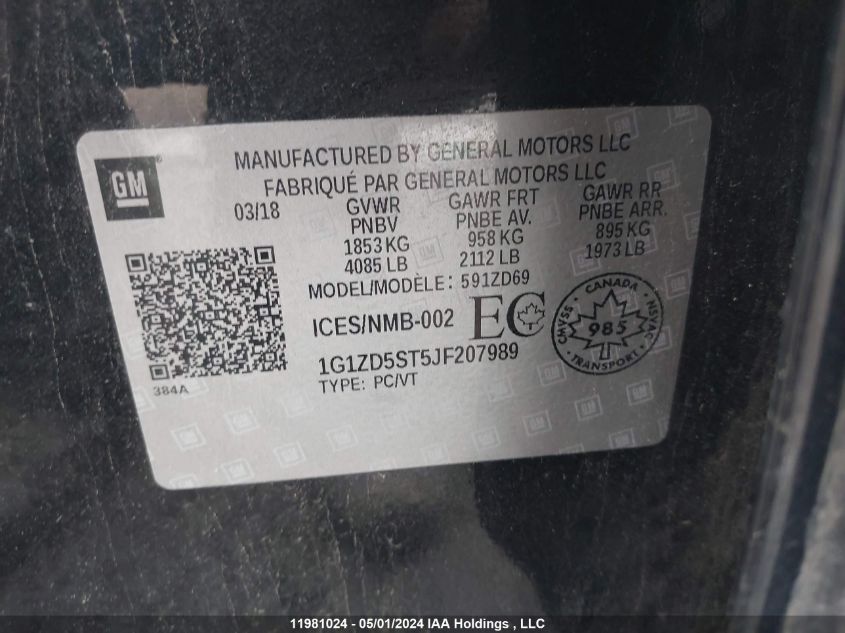 GM
MANUFACTURED BY GENERAL MOTORS LLC
FABRIQUÉ PAR GENERAL MOTORS LLC
03/18 GVWR GAWR FRT GAWR RR
PNBV PNBE AV. PNBE ARR.
1853 KG 958 KG 895 KG
4085 LB 2112 LB 1973 LB
MODEL/MODÈLE: 591ZD69
ICES/NMB-002 EC
CANADA
SSAWO 985 NSVAC
TRANSPORT
1G1ZD5ST5JF207989
TYPE: PC/VT
384A
11981024 - 05/01/2024 IAA Holdings , LLC